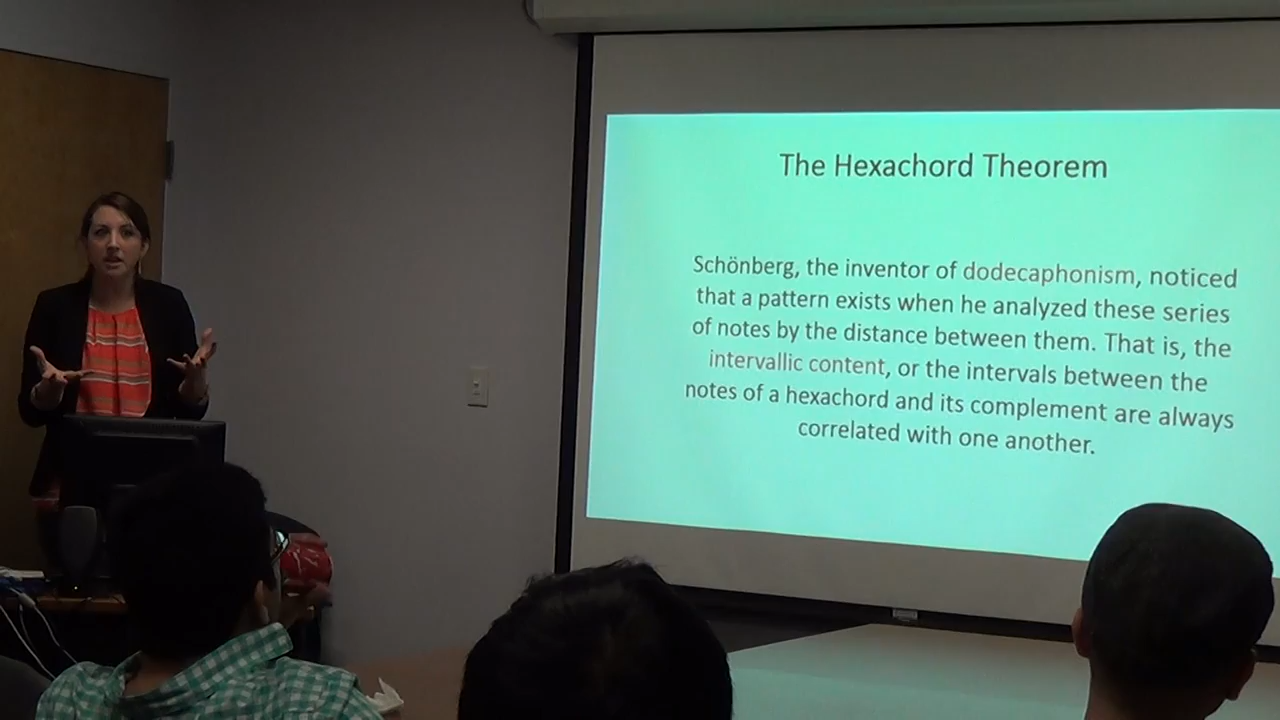 The Hexachord Theorem
Schönberg, the inventor of dodecaphonism, noticed
that a pattern exists when he analyzed these series
of notes by the distance between them. That is, the
intervallic content, or the intervals between the
notes of a hexachord and its complement are always
correlated with one another.